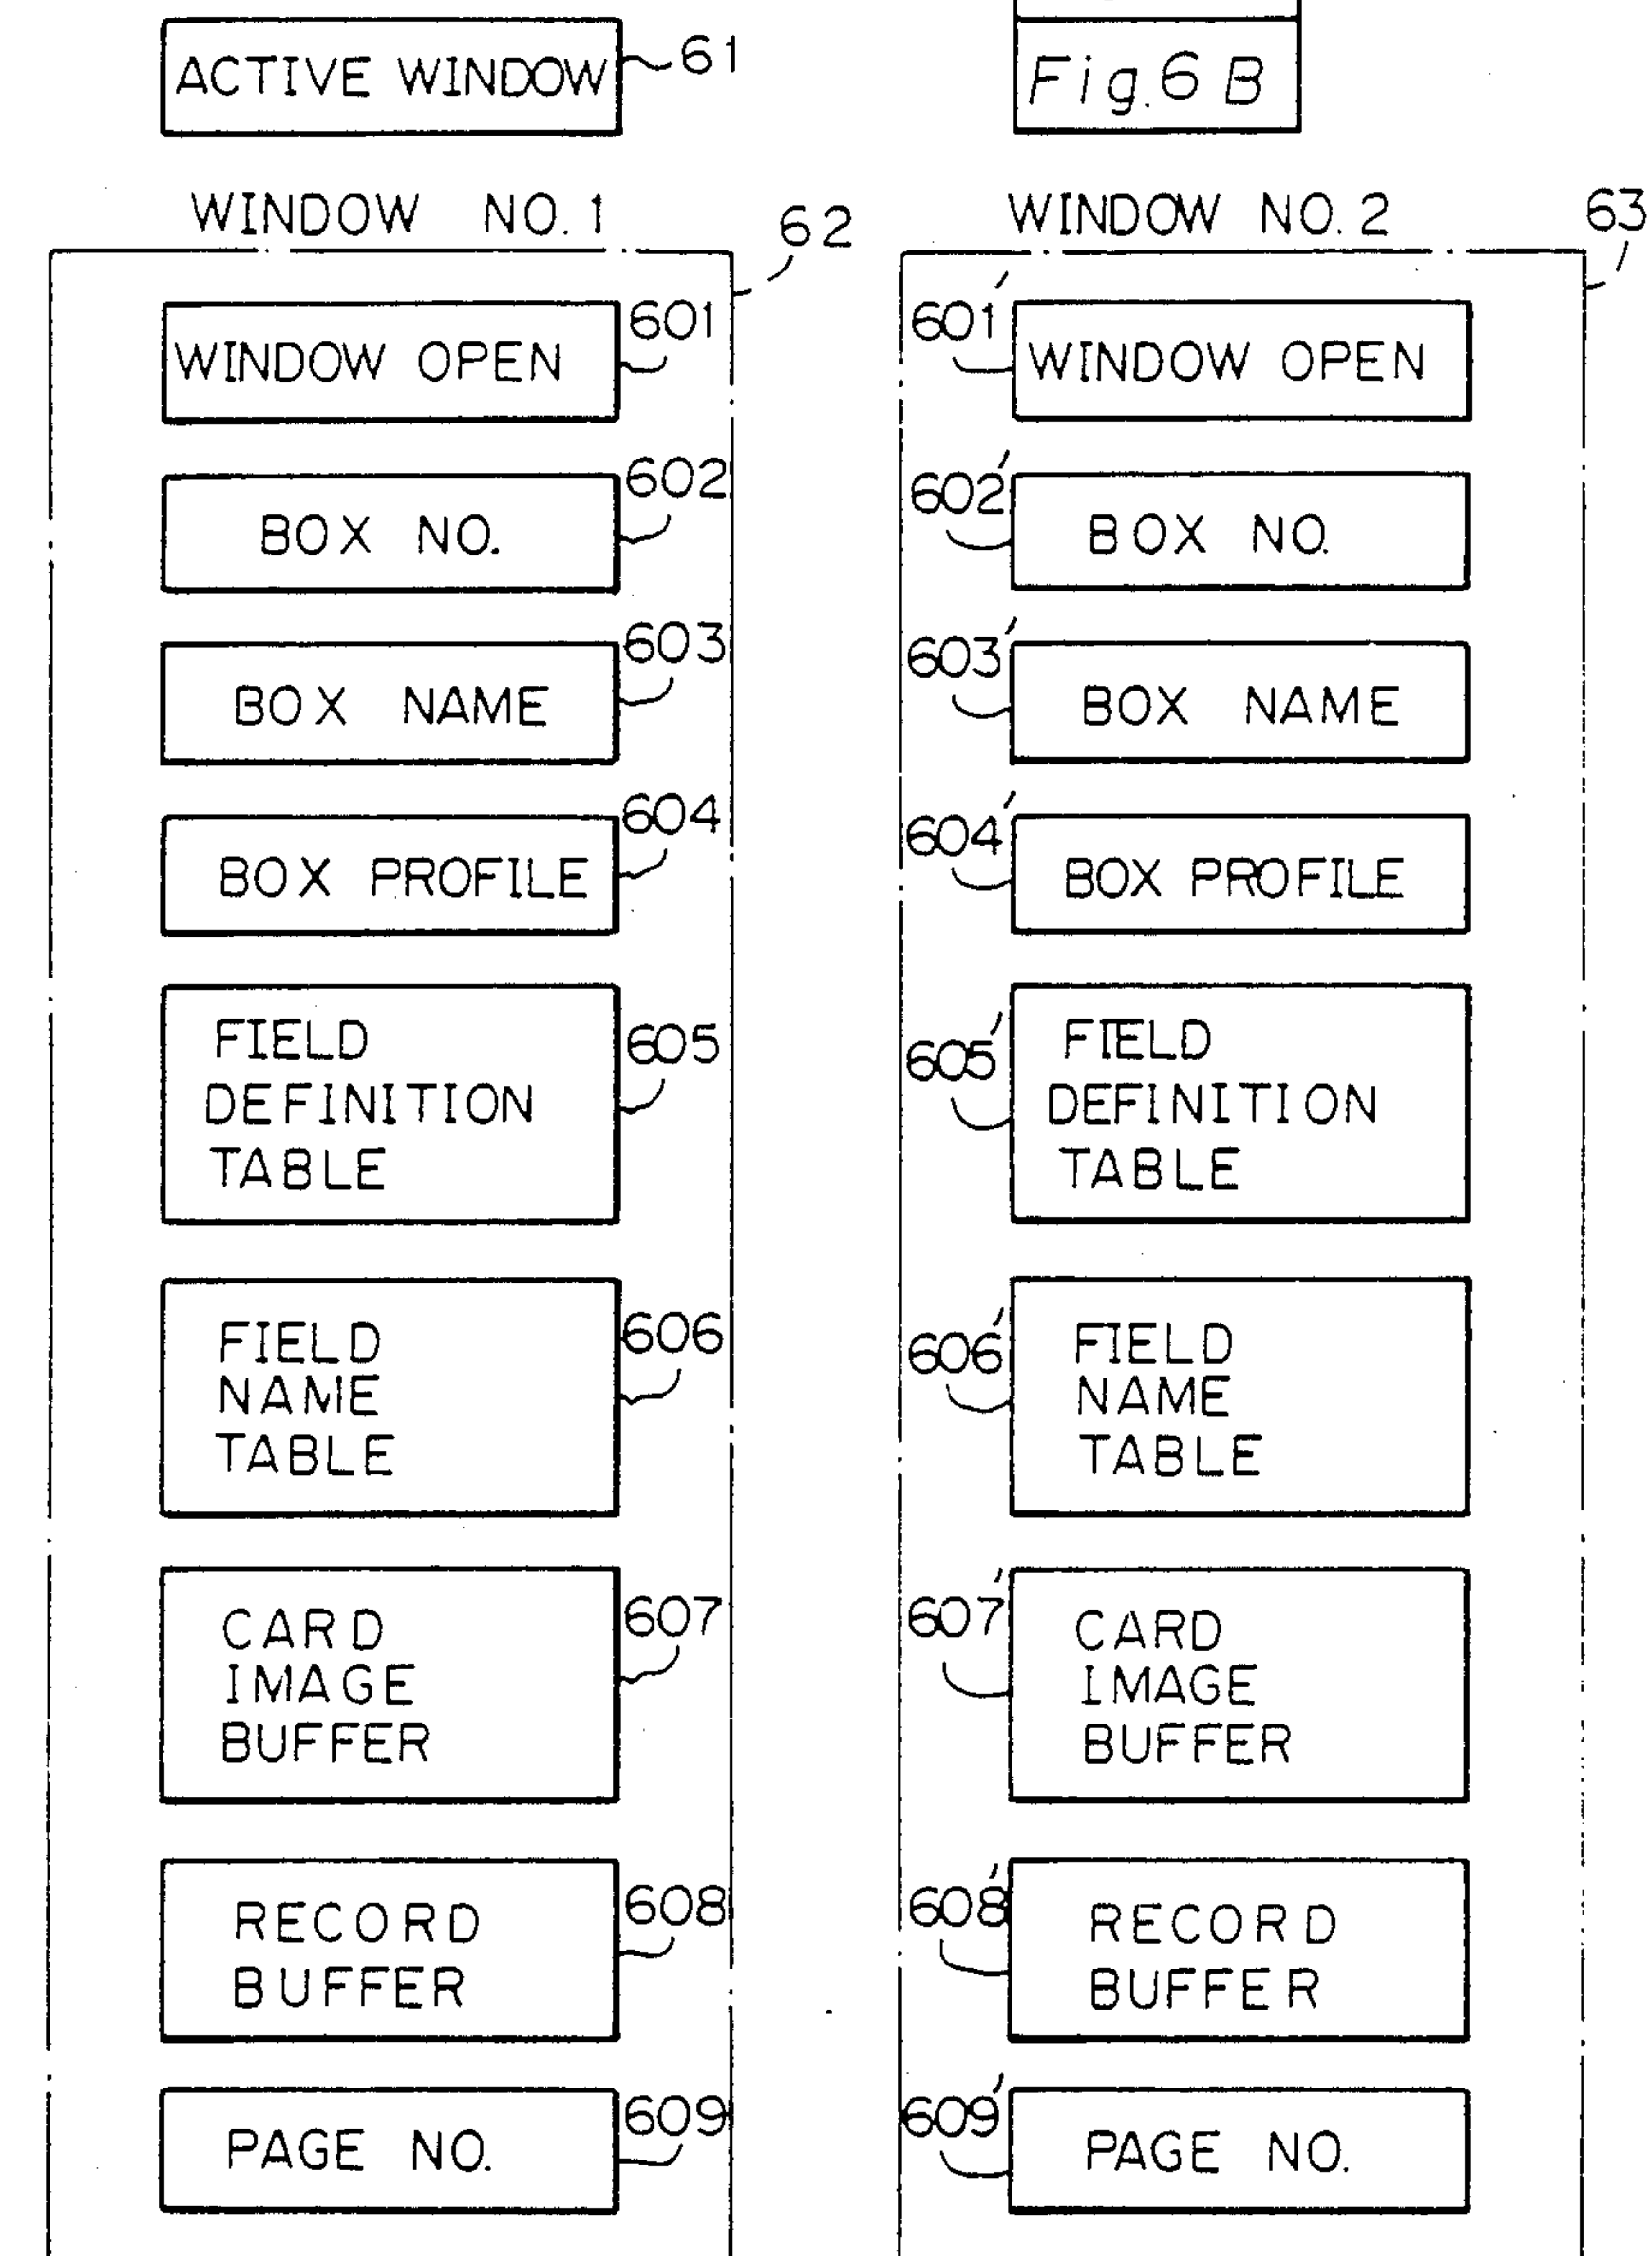 ACTIVE WINDOW
61
Fig. 6 B
WINDOW NO. 1
62
WINDOW OPEN
601
BOX NO.
602
BOX NAME
603
BOX PROFILE
604
FIELD
DEFINITION
TABLE
605
FIELD
NAME
TABLE
606
CARD
IMAGE
BUFFER
607
RECORD
BUFFER
608
PAGE NO.
609
WINDOW NO. 2
63
601'
WINDOW OPEN
602'
BOX NO.
603'
BOX NAME
604'
BOX PROFILE
605'
FIELD
DEFINITION
TABLE
606'
FIELD
NAME
TABLE
607'
CARD
IMAGE
BUFFER
608'
RECORD
BUFFER
609'
PAGE NO.